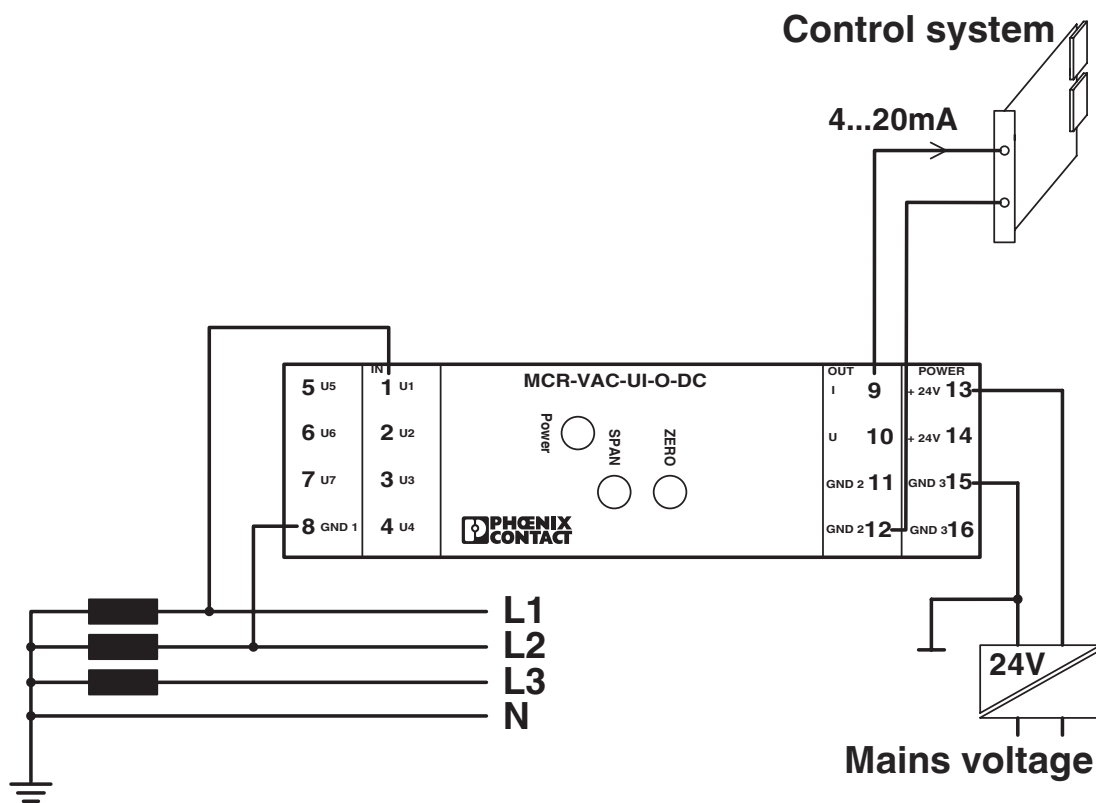 Control system
4...20mA
MCR-VAC-UI-O-DC
IN
5 U5
1 U1
6 U6
2 U2
7 U7
3 U3
8 GND 1
4 U4
Power
SPAN
ZERO
PHŒNIX
CONTACT
OUT
POWER
I 9
+ 24V 13
U 10
+ 24V 14
GND 2 11
GND 3 15
GND 2 12
GND 3 16
L1
L2
L3
N
24V
Mains voltage